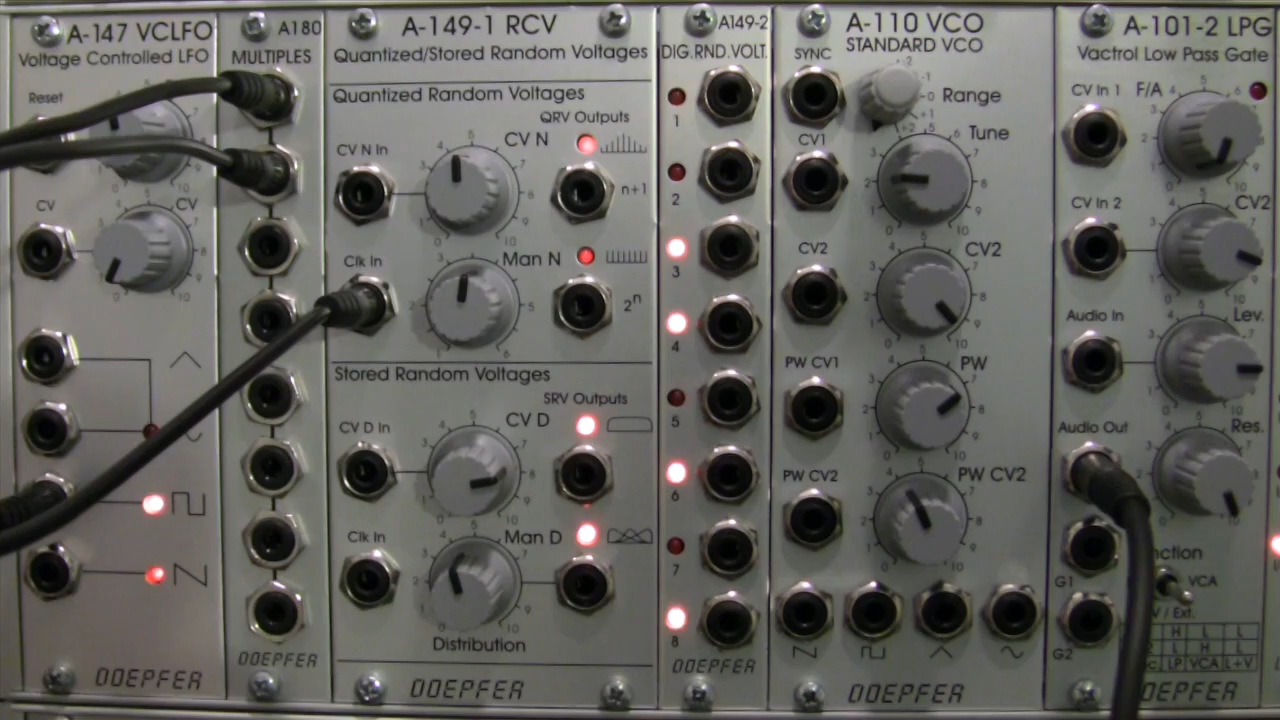 A-147 VCLFO
Voltage Controlled LFO
Reset
CV
CV
DOEPFER
A180
MULTIPLES
DOEPFER
A-149-1 RCV
Quantized/Stored Random Voltages
Quantized Random Voltages
QRV Outputs
CV N In
CV N
n+1
Clk In
Man N
2n
Stored Random Voltages
SRV Outputs
CV D In
CV D
Clk In
Man D
Distribution
DOEPFER
A149-2
DIG.RND.VOLT.
1
2
3
4
5
6
7
8
DOEPFER
A-110 VCO
STANDARD VCO
SYNC
Range
CV1
Tune
CV2
CV2
PW CV1
PW
PW CV2
PW CV2
DOEPFER
A-101-2 LPG
Vactrol Low Pass Gate
CV In 1
F/A
CV In 2
CV2
Audio In
Lev.
Audio Out
Res.
G1
nction
VCA
V / Ext.
H L L
L H L
G2
c LP VCA L+V
DOEPFER